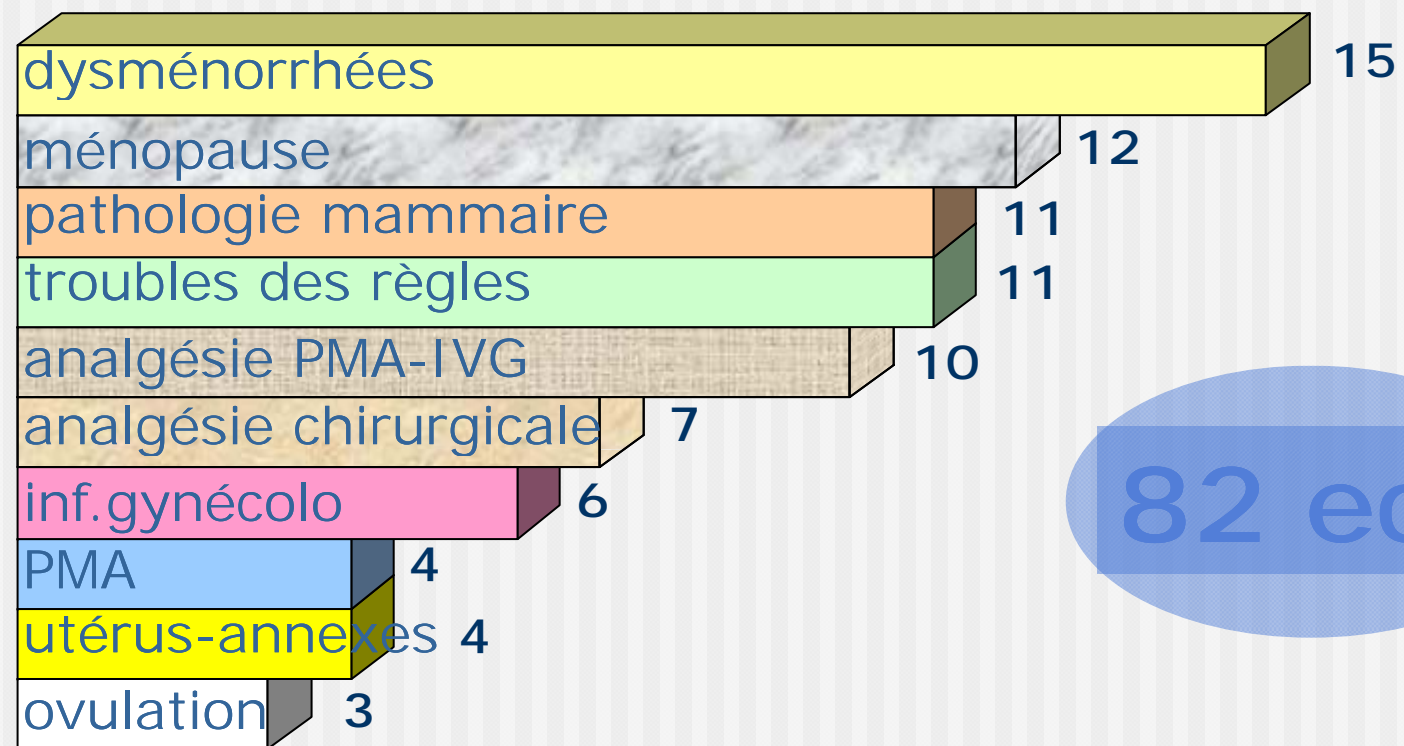 dysménorrhées 15
ménopause 12
pathologie mammaire 11
troubles des règles 11
analgésie PMA-IVG 10
analgésie chirurgicale 7
inf.gynécolo 6
82
PMA 4
utérus-annexes 4
ovulation 3